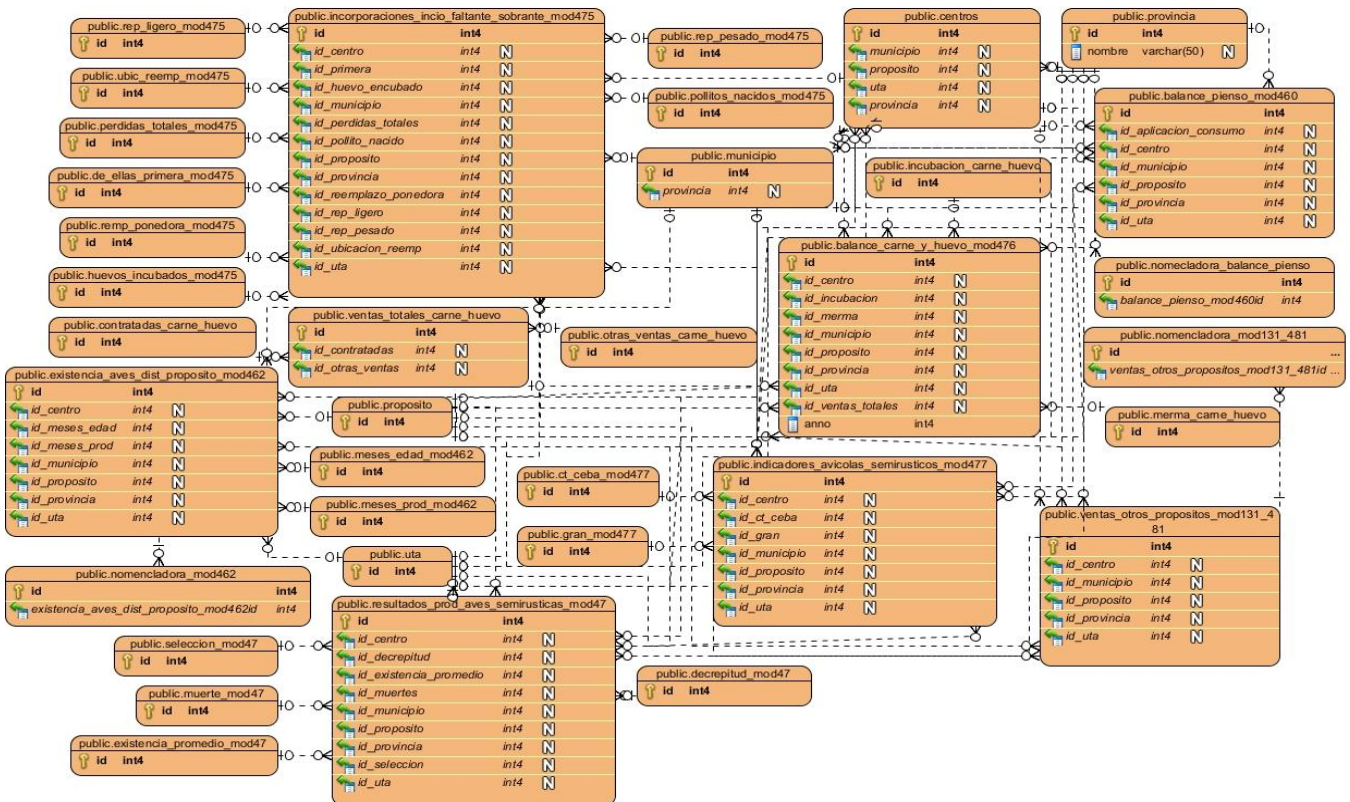 public.rep_ligero_mod475
id int4
public.ubic_reemp_mod475
id int4
public.perdidas_totales_mod475
id int4
public.de_ellas_primera_mod475
id int4
public.remp_ponedora_mod475
id int4
public.huevos_incubados_mod475
id int4
public.contratadas_carne_huevo
id int4
public.incorporaciones_incio_faltante_sobrante_mod475
id int4
id_centro int4 N
id_primera int4 N
id_huevo_encubado int4 N
id_municipio int4 N
id_perdidas_totales int4 N
id_pollito_nacido int4 N
id_proposito int4 N
id_provincia int4 N
id_reemplazo_ponedora int4 N
id_rep_ligero int4 N
id_rep_pesado int4 N
id_ubicacion_reemp int4 N
id_uta int4 N
public.rep_pesado_mod475
id int4
public.pollitos_nacidos_mod475
id int4
public.municipio
id int4
provincia int4 N
public.centros
id int4
municipio int4 N
proposito int4 N
uta int4 N
provincia int4 N
public.provincia
id int4
nombre varchar(50) N
public.balance_pienso_mod460
id int4
id_aplicacion_consumo int4 N
id_centro int4 N
id_municipio int4 N
id_proposito int4 N
id_provincia int4 N
id_uta int4 N
public.incubacion_carne_huevo
id int4
public.balance_carne_y_huevo_mod476
id int4
id_centro int4 N
id_incubacion int4 N
id_merma int4 N
id_municipio int4 N
id_proposito int4 N
id_provincia int4 N
id_uta int4 N
id_ventas_totales int4 N
anno int4
public.nomecladora_balance_pienso
id int4
balance_pienso_mod460id int4
public.nomencladora_mod131_481
id ...
ventas_otros_propositos_mod131_481id ...
public.merma_carne_huevo
id int4
public.ventas_totales_carne_huevo
id int4
id_contratadas int4 N
id_otras_ventas int4 N
public.otras_ventas_carne_huevo
id int4
public.existencia_aves_dist_proposito_mod462
id int4
id_centro int4 N
id_meses_edad int4 N
id_meses_prod int4 N
id_municipio int4 N
id_proposito int4 N
id_provincia int4 N
id_uta int4 N
public.proposito
id int4
public.meses_edad_mod462
id int4
public.meses_prod_mod462
id int4
public.uta
id int4
public.ct_ceba_mod477
id int4
public.gran_mod477
id int4
public.indicadores_avicolas_semirusticos_mod477
id int4
id_centro int4 N
id_ct_ceba int4 N
id_gran int4 N
id_municipio int4 N
id_proposito int4 N
id_provincia int4 N
id_uta int4 N
public.ventas_otros_propositos_mod131_4
81
id int4
id_centro int4 N
id_municipio int4 N
id_proposito int4 N
id_provincia int4 N
id_uta int4 N
public.nomencladora_mod462
id int4
existencia_aves_dist_proposito_mod462id int4
public.seleccion_mod47
id int4
public.muerte_mod47
id int4
public.existencia_promedio_mod47
id int4
public.resultados_prod_aves_semirusticas_mod47
id int4
id_centro int4 N
id_decrepitud int4 N
id_existencia_promedio int4 N
id_muertes int4 N
id_municipio int4 N
id_proposito int4 N
id_provincia int4 N
id_seleccion int4 N
id_uta int4 N
public.decrepitud_mod47
id int4